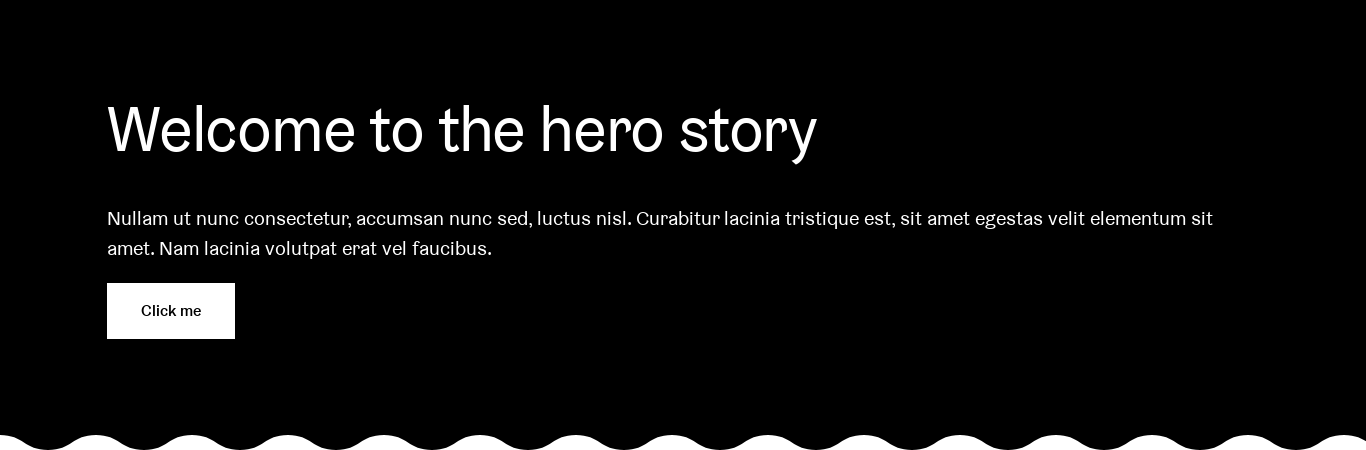 Welcome to the hero story
Nullam ut nunc consectetur, accumsan nunc sed, luctus nisl. Curabitur lacinia tristique est, sit amet egestas velit elementum sit
amet. Nam lacinia volutpat erat vel faucibus.
Click me